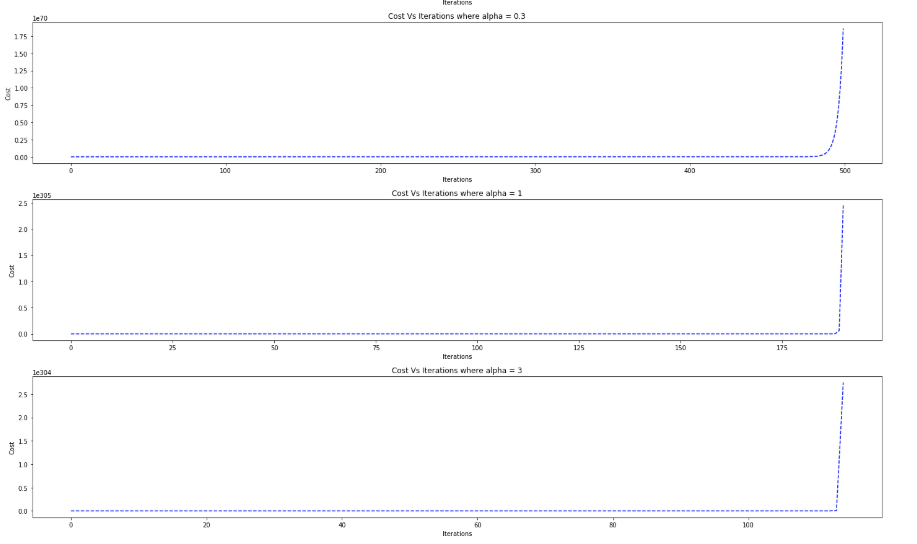 Iterations
Cost Vs Iterations where alpha = 0.3
1e70
1.75
1.50
1.25
1.00
0.75
0.50
0.25
0.00
Cost
0 100 200 300 400 500
Iterations
Cost Vs Iterations where alpha = 1
1e305
2.5
2.0
1.5
1.0
0.5
0.0
Cost
0 25 50 75 100 125 150 175
Iterations
Cost Vs Iterations where alpha = 3
1e304
2.5
2.0
1.5
1.0
0.5
0.0
Cost
0 20 40 60 80 100
Iterations